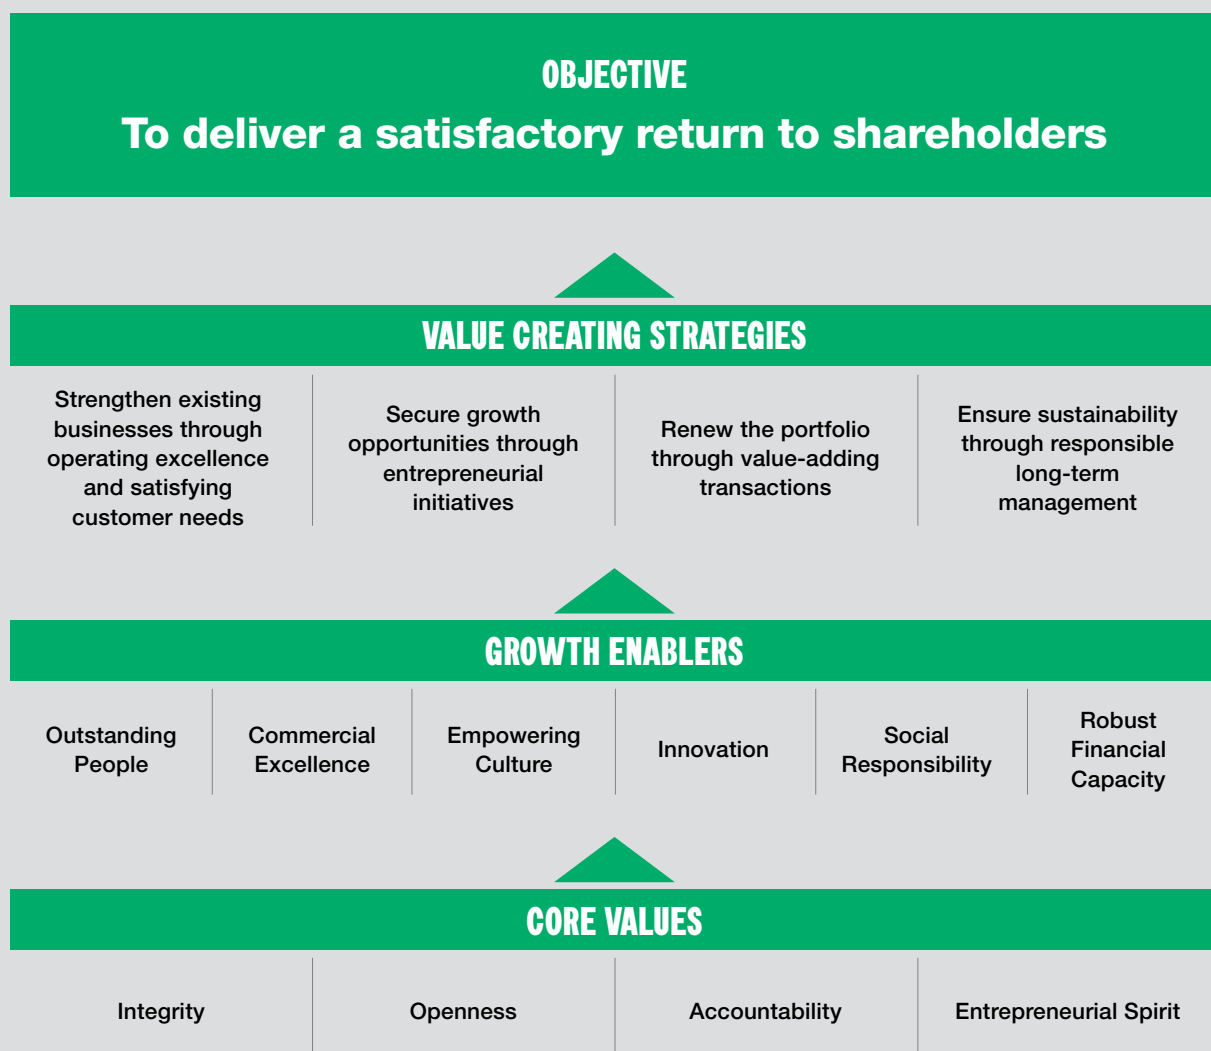 OBJECTIVE
To deliver a satisfactory return to shareholders
VALUE CREATING STRATEGIES
Strengthen existing
businesses through
operating excellence
and satisfying
customer needs
Secure growth
opportunities through
entrepreneurial
initiatives
Renew the portfolio
through value-adding
transactions
Ensure sustainability
through responsible
long-term
management
GROWTH ENABLERS
Outstanding
People
Commercial
Excellence
Empowering
Culture
Innovation
Social
Responsibility
Robust
Financial
Capacity
CORE VALUES
Integrity
Openness
Accountability
Entrepreneurial Spirit